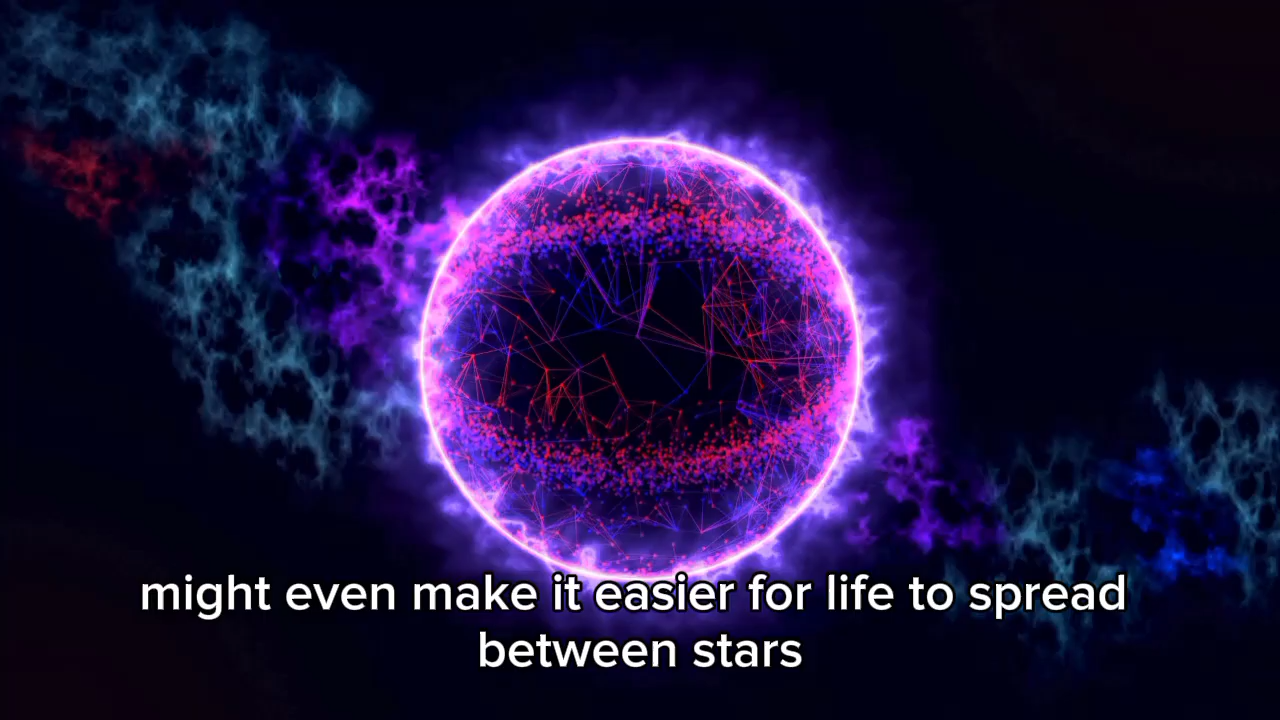 might even make it easier for life to spread
between stars